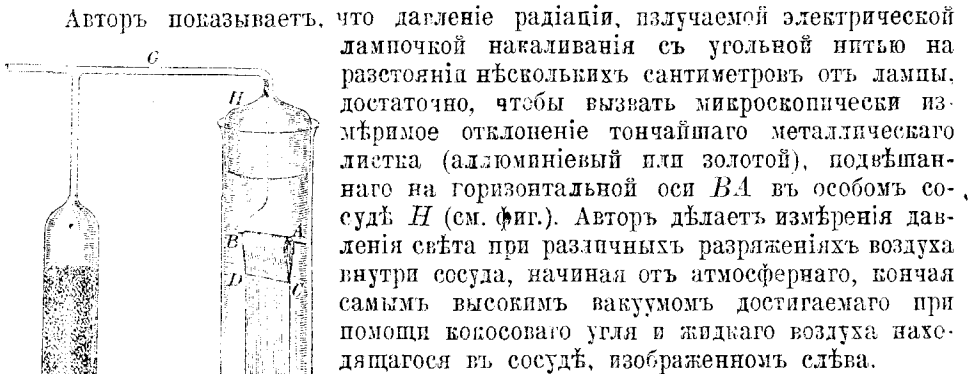 Авторъ показываетъ, что давленіе радіаціи, излучаемой электрической
лампочкой накаливанія съ угольной нитью на
разстояніи нѣсколькихъ сантиметровъ отъ лампы,
достаточно, чтобы вызвать микроскопически из-
мѣримое отклоненіе тончайшаго металлическаго
листка (аллюминіевый или золотой), подвѣшан-
наго на горизонтальной оси BA въ особомъ со-
судѣ H (см. фиг.). Авторъ дѣлаетъ измѣренія дав-
ленія свѣта при различныхъ разряженіяхъ воздуха
внутри сосуда, начиная отъ атмосфернаго, кончая
самымъ высокимъ вакуумомъ достигаемаго при
помощи кокосоваго угля и жидкаго воздуха нахо-
дящагося въ сосудѣ, изображенномъ слѣва.
G
H
B
A
D
C